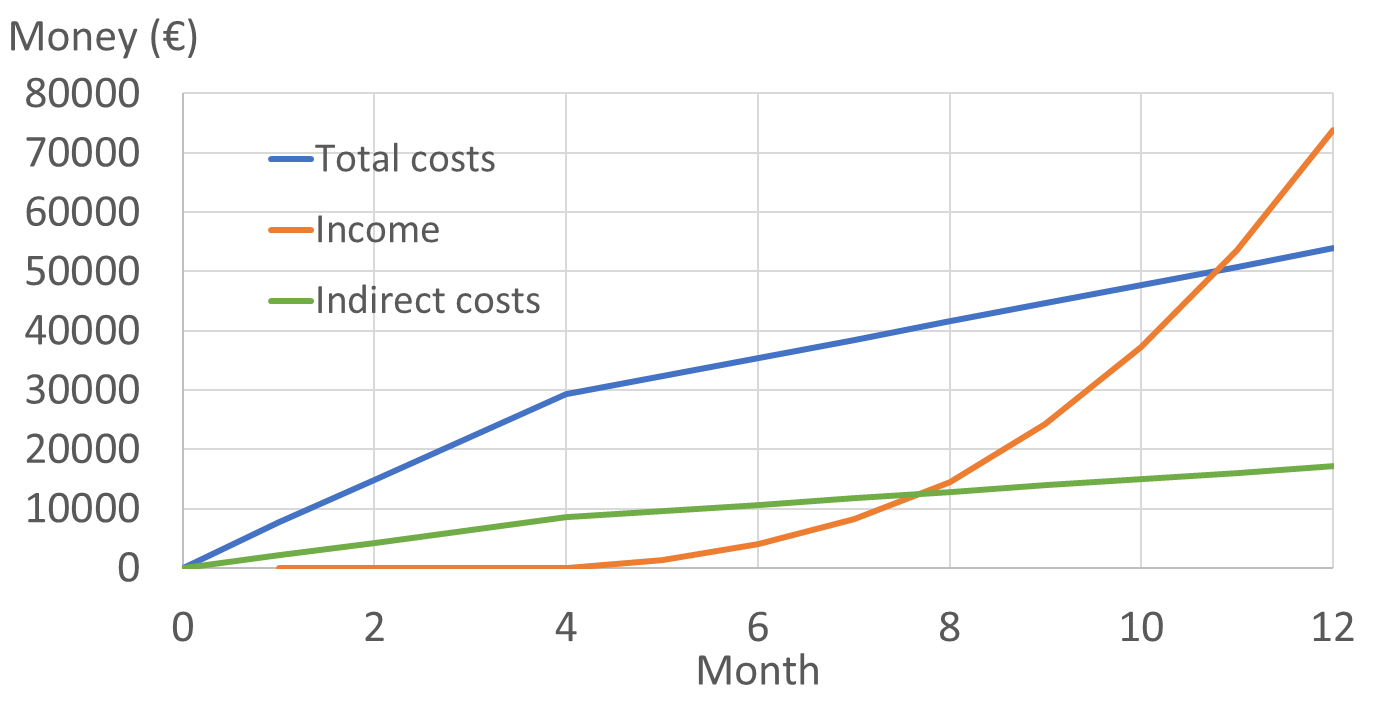 Money (€)
80000
70000
60000
50000
40000
30000
20000
10000
0
Total costs
Income
Indirect costs
0 2 4 6 8 10 12
Month